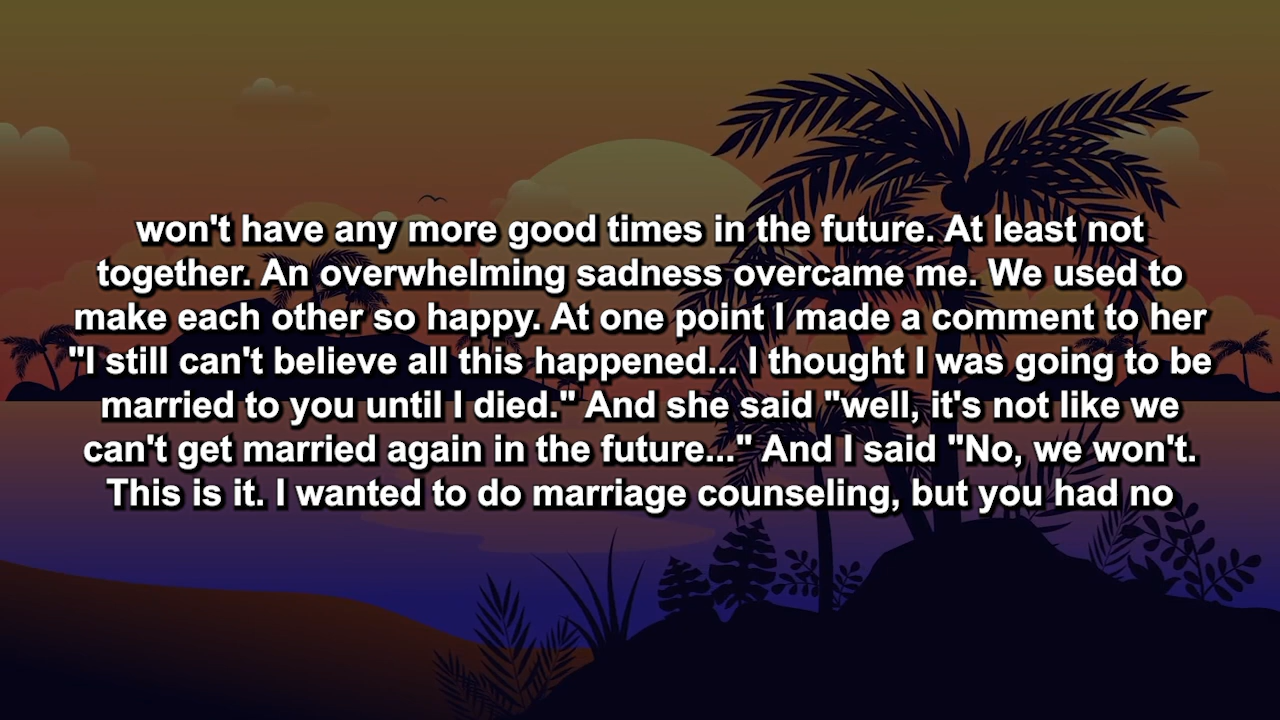 won't have any more good times in the future. At least not
together. An overwhelming sadness overcame me. We used to
make each other so happy. At one point I made a comment to her
"I still can't believe all this happened... I thought I was going to be
married to you until I died." And she said "well, it's not like we
can't get married again in the future..." And I said "No, we won't.
This is it. I wanted to do marriage counseling, but you had no